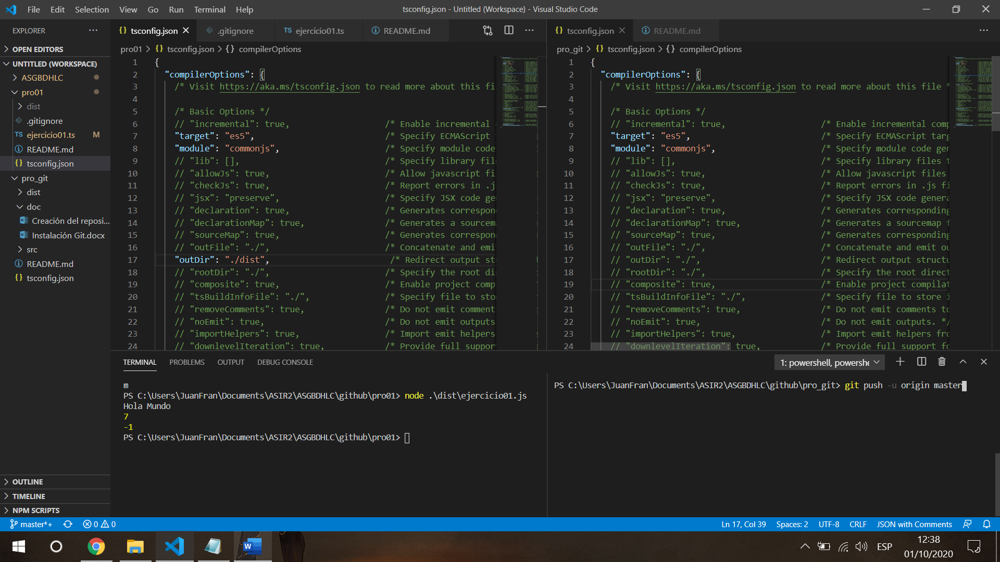 File Edit Selection View Go Run Terminal Help
tsconfig.json - Untitled (Workspace) - Visual Studio Code
EXPLORER
OPEN EDITORS
UNTITLED (WORKSPACE)
ASGBDHLC
pro01
dist
.gitignore
TS ejercicio01.ts M
README.md
{} tsconfig.json
pro_git
dist
doc
Creación del reposi...
Instalación Git.docx
src
README.md
{} tsconfig.json
OUTLINE
TIMELINE
NPM SCRIPTS
{} tsconfig.json .gitignore TS ejercicio01.ts README.md
pro01 > {} tsconfig.json > {} compilerOptions
1 {
2 "compilerOptions": {
3 /* Visit https://aka.ms/tsconfig.json to read more about this fi
4
5 /* Basic Options */
6 // "incremental": true, /* Enable incremental
7 "target": "es5", /* Specify ECMAScript
8 "module": "commonjs", /* Specify module code
9 // "lib": [], /* Specify library fil
10 // "allowJs": true, /* Allow javascript fi
11 // "checkJs": true, /* Report errors in .j
12 // "jsx": "preserve", /* Specify JSX code ge
13 // "declaration": true, /* Generates correspon
14 // "declarationMap": true, /* Generates a sourcem
15 // "sourceMap": true, /* Generates correspon
16 // "outFile": "./", /* Concatenate and emi
17 "outDir": "./dist", /* Redirect output st
18 // "rootDir": "./", /* Specify the root di
19 // "composite": true, /* Enable project comp
20 // "tsBuildInfoFile": "./", /* Specify file to sto
21 // "removeComments": true, /* Do not emit comment
22 // "noEmit": true, /* Do not emit outputs
23 // "importHelpers": true, /* Import emit helpers
24 // "downlevelIteration": true, /* Provide full suppor
{} tsconfig.json README.md
pro_git > {} tsconfig.json > {} compilerOptions
1 {
2 "compilerOptions": {
3 /* Visit https://aka.ms/tsconfig.json to read more about this file *
4
5 /* Basic Options */
6 // "incremental": true, /* Enable incremental com
7 "target": "es5", /* Specify ECMAScript tar
8 "module": "commonjs", /* Specify module code ge
9 // "lib": [], /* Specify library files t
10 // "allowJs": true, /* Allow javascript files
11 // "checkJs": true, /* Report errors in .js fi
12 // "jsx": "preserve", /* Specify JSX code genera
13 // "declaration": true, /* Generates corresponding
14 // "declarationMap": true, /* Generates a sourcemap f
15 // "sourceMap": true, /* Generates corresponding
16 // "outFile": "./", /* Concatenate and emit ou
17 // "outDir": "./", /* Redirect output structu
18 // "rootDir": "./", /* Specify the root direct
19 // "composite": true, /* Enable project compilat
20 // "tsBuildInfoFile": "./", /* Specify file to store i
21 // "removeComments": true, /* Do not emit comments to
22 // "noEmit": true, /* Do not emit outputs. */
23 // "importHelpers": true, /* Import emit helpers fro
24 // "downlevelIteration": true, /* Provide full support fo
TERMINAL PROBLEMS OUTPUT DEBUG CONSOLE
1: powershell, powershe
m
PS C:\Users\JuanFran\Documents\ASIR2\ASGBDHLC\github\pro01> node .\dist\ejercicio01.js
Hola Mundo
7
-1
PS C:\Users\JuanFran\Documents\ASIR2\ASGBDHLC\github\pro01>
PS C:\Users\JuanFran\Documents\ASIR2\ASGBDHLC\github\pro_git> git push -u origin master
master*+ 0 0
Ln 17, Col 39 Spaces: 2 UTF-8 CRLF JSON with Comments
ESP
12:38
01/10/2020